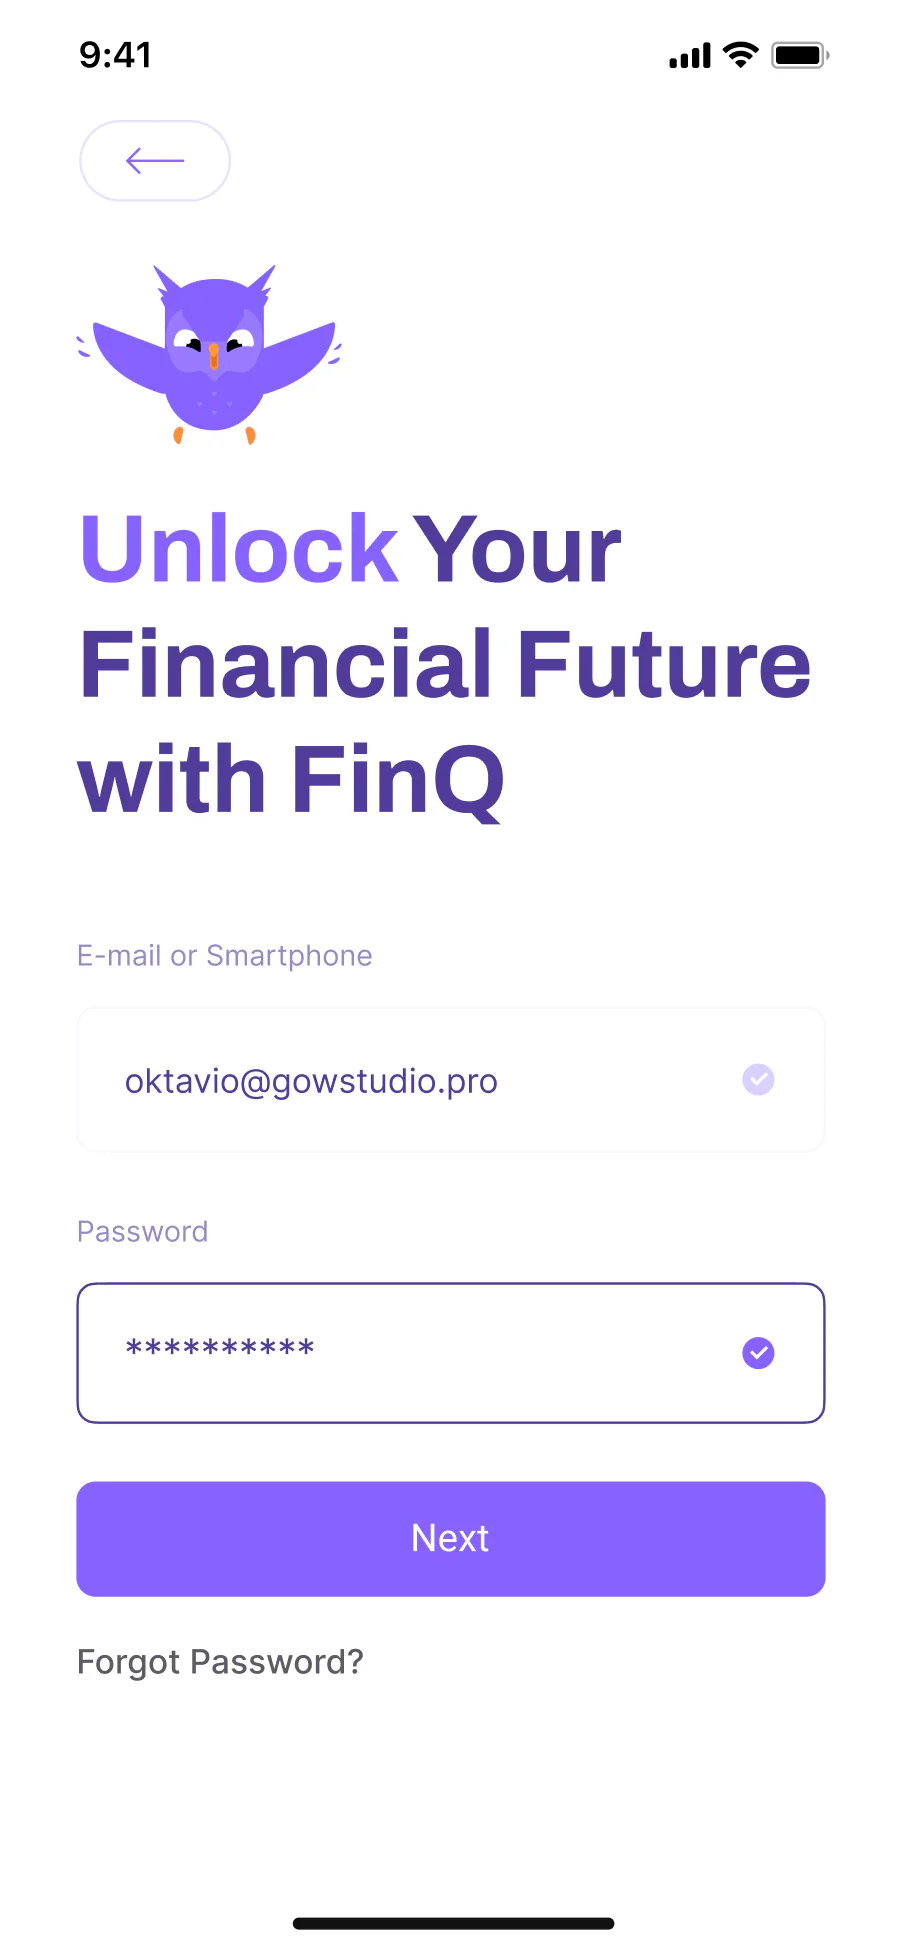 9:41
Unlock Your
Financial Future
with FinQ
E-mail or Smartphone
oktavio@gowstudio.pro
Password
**********
Next
Forgot Password?